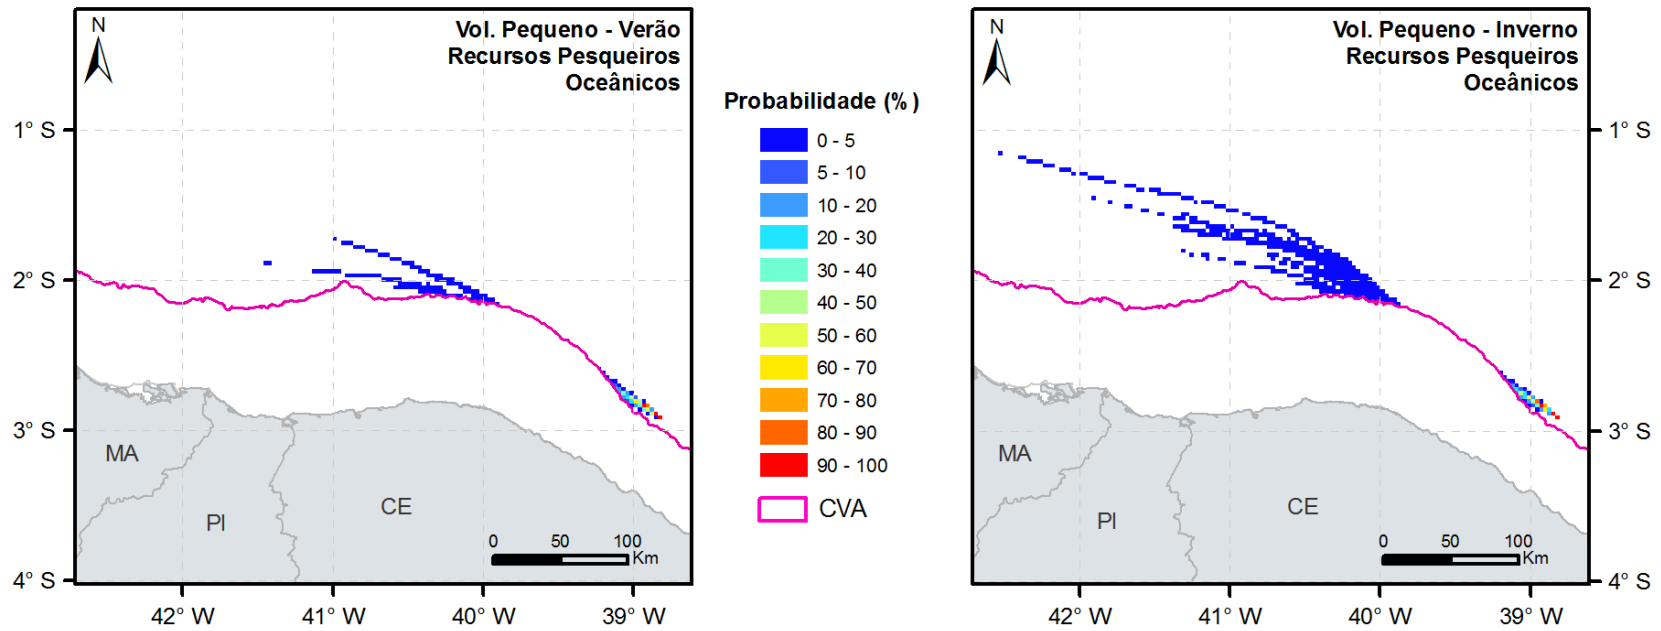 N
Vol. Pequeno - Verão
Recursos Pesqueiros
Oceânicos
1° S
2° S
3° S
4° S
MA
PI
CE
0 50 100
Km
42° W 41° W 40° W 39° W
Probabilidade (%)
0 - 5
5 - 10
10 - 20
20 - 30
30 - 40
40 - 50
50 - 60
60 - 70
70 - 80
80 - 90
90 - 100
CVA
N
Vol. Pequeno - Inverno
Recursos Pesqueiros
Oceânicos
1° S
2° S
3° S
4° S
MA
PI
CE
0 50 100
Km
42° W 41° W 40° W 39° W